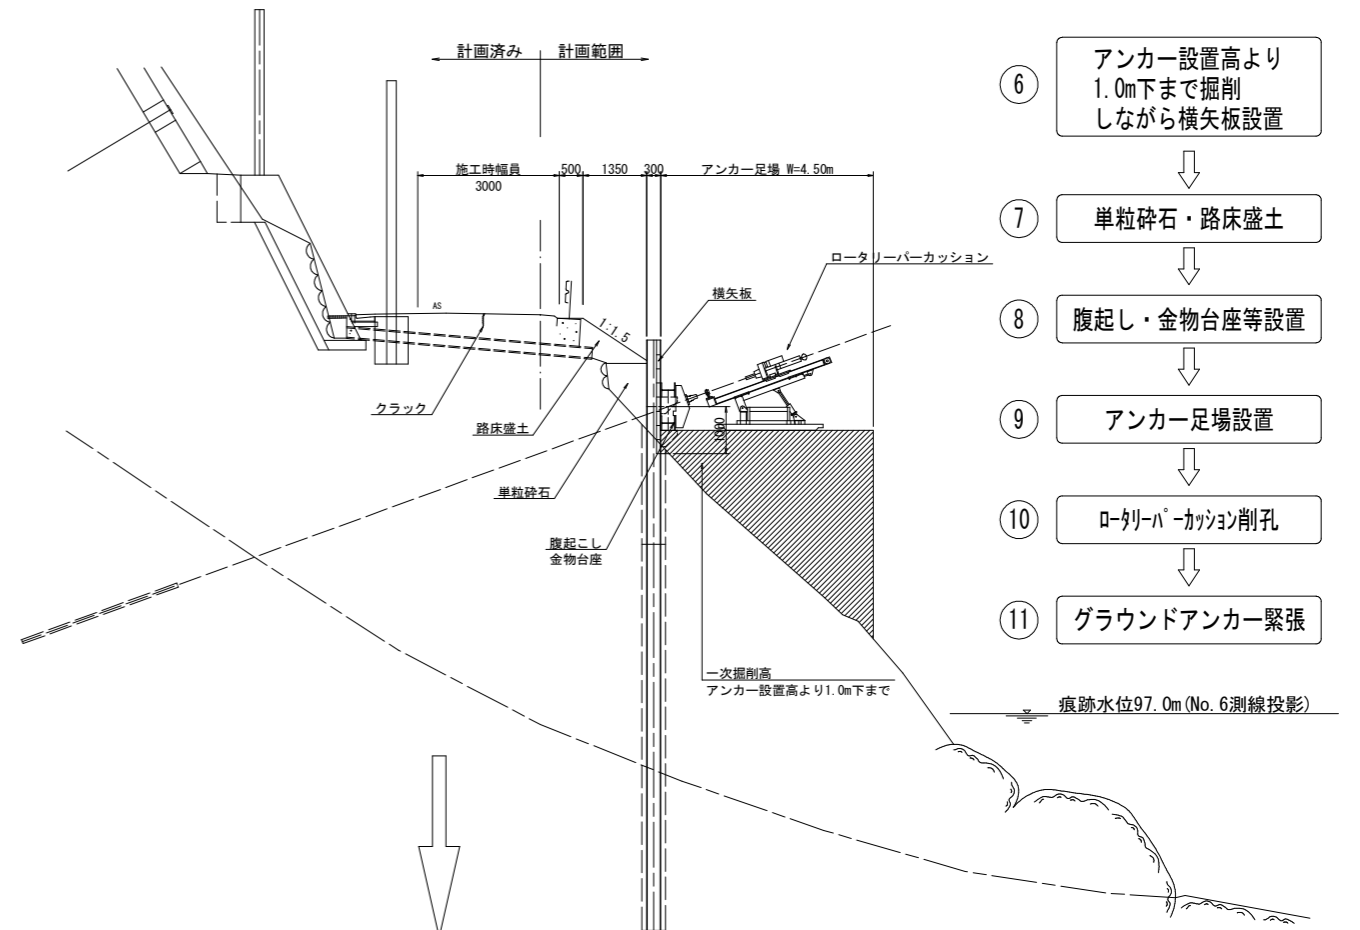 計画済み
計画範囲
施工時幅員
3000
500
1350
300
アンカー足場 W=4.50m
ロータリーパーカッション
横矢板
AS
1:1.5
クラック
路床盛土
単粒砕石
腹起こし
金物台座
1000
一次掘削高
アンカー設置高より1.0m下まで
痕跡水位97.0m(No.6測線投影)
⑥
アンカー設置高より
1.0m下まで掘削
しながら横矢板設置
⑦
単粒砕石・路床盛土
⑧
腹起し・金物台座等設置
⑨
アンカー足場設置
⑩
ﾛｰﾀﾘｰﾊﾟｰｶｯｼｮﾝ削孔
⑪
グラウンドアンカー緊張